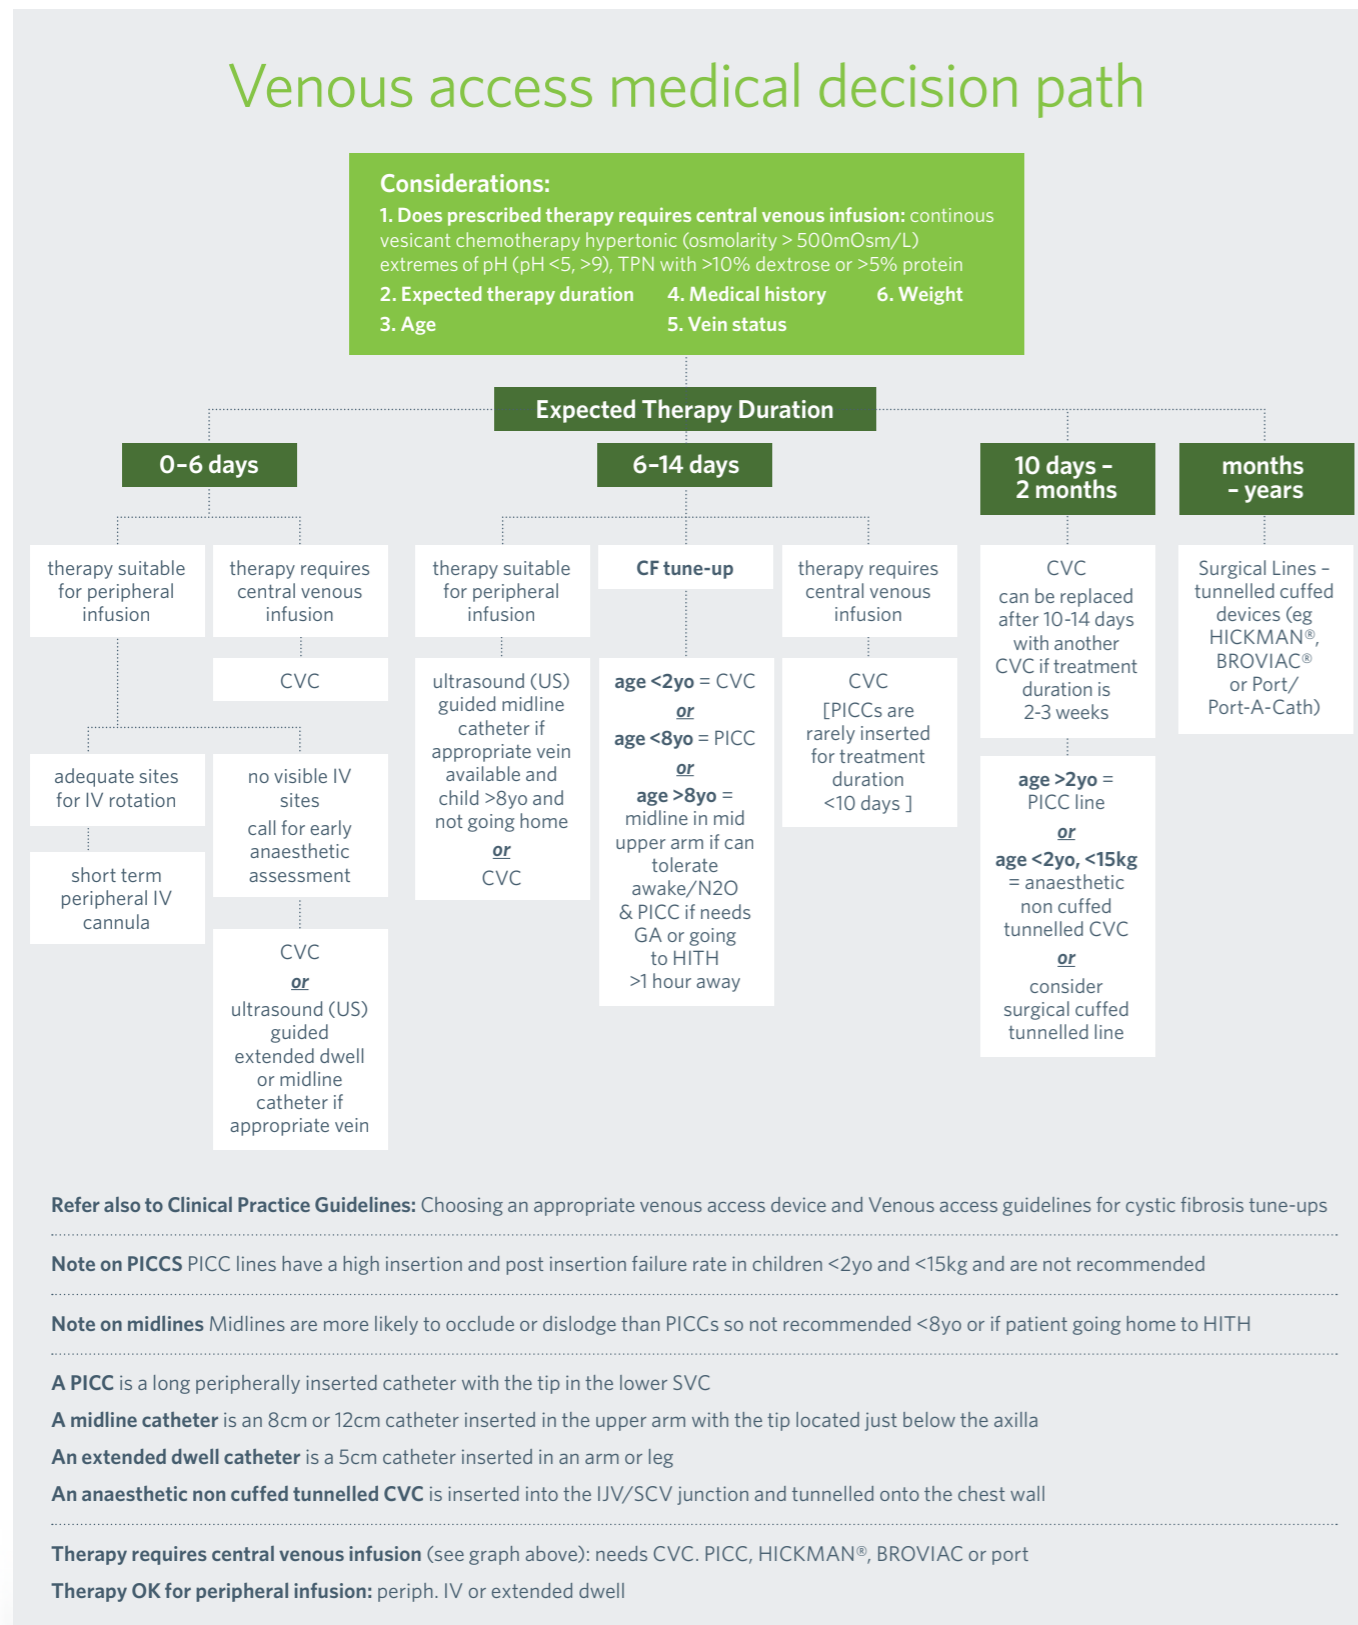 Venous access medical decision path
Considerations:
1. Does prescribed therapy requires central venous infusion: continous
vesicant chemotherapy hypertonic (osmolarity > 500mOsm/L)
extremes of pH (pH <5, >9), TPN with >10% dextrose or >5% protein
2. Expected therapy duration 4. Medical history 6. Weight
3. Age 5. Vein status
Expected Therapy Duration
0–6 days
therapy suitable
for peripheral
infusion
adequate sites
for IV rotation
short term
peripheral IV
cannula
no visible IV
sites
call for early
anaesthetic
assessment
CVC
or
ultrasound (US)
guided
extended dwell
or midline
catheter if
appropriate vein
therapy requires
central venous
infusion
CVC
6–14 days
therapy suitable
for peripheral
infusion
ultrasound (US)
guided midline
catheter if
appropriate vein
available and
child >8yo and
not going home
or
CVC
CF tune-up
age <2yo = CVC
or
age <8yo = PICC
or
age >8yo =
midline in mid
upper arm if can
tolerate
awake/N2O
& PICC if needs
GA or going
to HITH
>1 hour away
therapy requires
central venous
infusion
CVC
[PICCs are
rarely inserted
for treatment
duration
<10 days ]
10 days –
2 months
CVC
can be replaced
after 10-14 days
with another
CVC if treatment
duration is
2-3 weeks
age >2yo =
PICC line
or
age <2yo, <15kg
= anaesthetic
non cuffed
tunnelled CVC
or
consider
surgical cuffed
tunnelled line
months
– years
Surgical Lines –
tunnelled cuffed
devices (eg
HICKMAN®,
BROVIAC®
or Port/
Port-A-Cath)
Refer also to Clinical Practice Guidelines: Choosing an appropriate venous access device and Venous access guidelines for cystic fibrosis tune-ups
Note on PICCS PICC lines have a high insertion and post insertion failure rate in children <2yo and <15kg and are not recommended
Note on midlines Midlines are more likely to occlude or dislodge than PICCs so not recommended <8yo or if patient going home to HITH
A PICC is a long peripherally inserted catheter with the tip in the lower SVC
A midline catheter is an 8cm or 12cm catheter inserted in the upper arm with the tip located just below the axilla
An extended dwell catheter is a 5cm catheter inserted in an arm or leg
An anaesthetic non cuffed tunnelled CVC is inserted into the IJV/SCV junction and tunnelled onto the chest wall
Therapy requires central venous infusion (see graph above): needs CVC. PICC, HICKMAN®, BROVIAC or port
Therapy OK for peripheral infusion: periph. IV or extended dwell